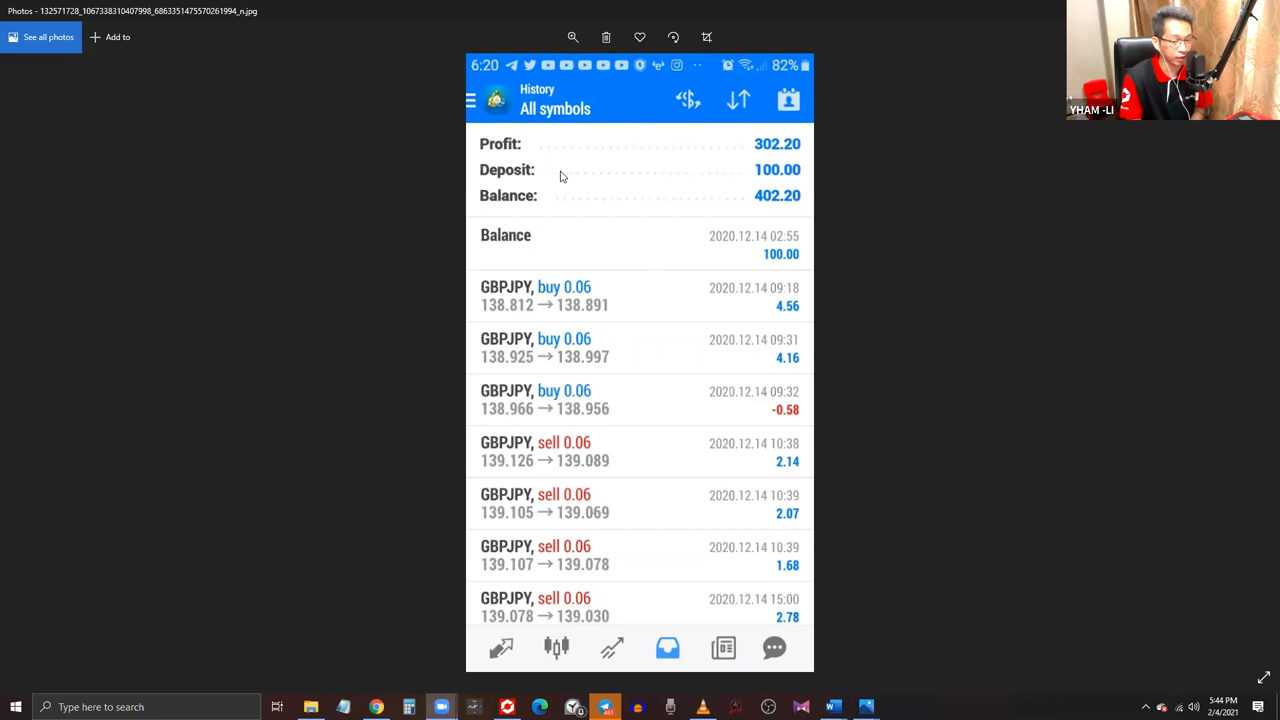 Photos - 132571728_1067338310407998_6863351475570261994_n.jpg
See all photos
Add to
6:20
82%
History
All symbols
Profit: 302.20
Deposit: 100.00
Balance: 402.20
Balance 2020.12.14 02:55
100.00
GBPJPY, buy 0.06 2020.12.14 09:18
138.812 → 138.891 4.56
GBPJPY, buy 0.06 2020.12.14 09:31
138.925 → 138.997 4.16
GBPJPY, buy 0.06 2020.12.14 09:32
138.966 → 138.956 -0.58
GBPJPY, sell 0.06 2020.12.14 10:38
139.126 → 139.089 2.14
GBPJPY, sell 0.06 2020.12.14 10:39
139.105 → 139.069 2.07
GBPJPY, sell 0.06 2020.12.14 10:39
139.107 → 139.078 1.68
GBPJPY, sell 0.06 2020.12.14 15:00
139.078 → 139.030 2.78
YHAM -LI
Type here to search
5:44 PM
2/4/2021